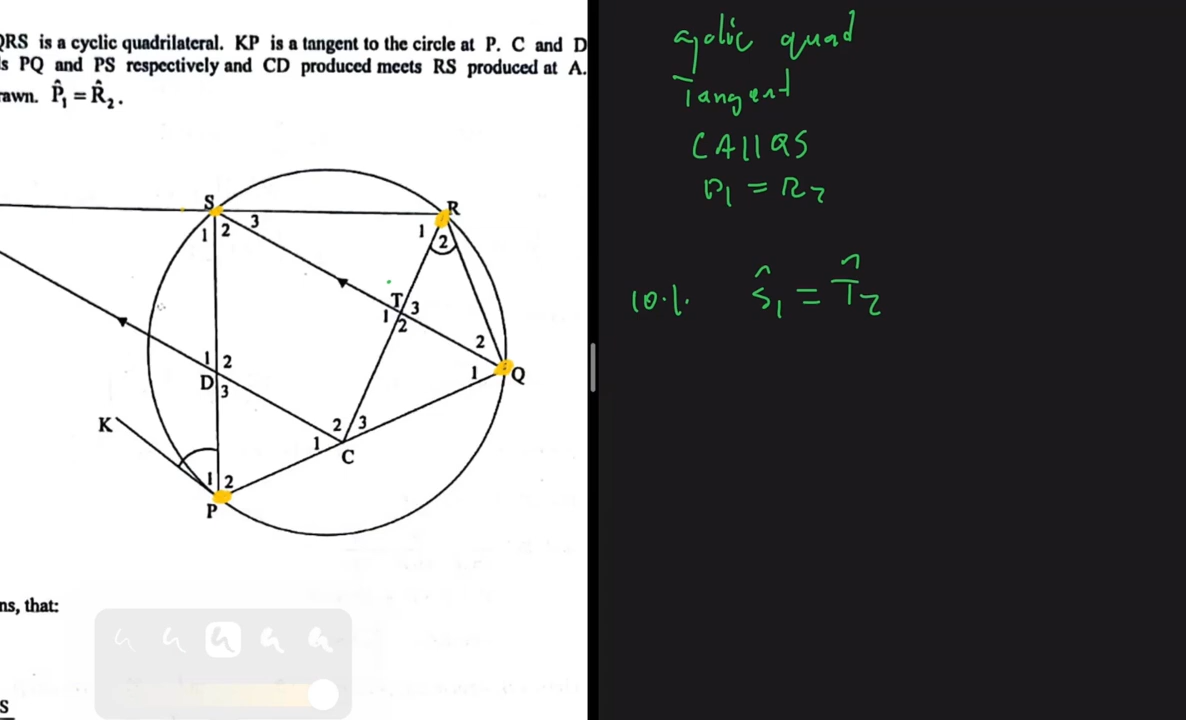 QRS is a cyclic quadrilateral. KP is a tangent to the circle at P. C and D
s PQ and PS respectively and CD produced meets RS produced at A.
rawn. P̂₁ = R̂₂.
S
R
1 2 3
1
2
T 3
1
2
2
1 Q
1 2
D
3
K
2 3
1
C
1 2
P
ns, that:
s
cyclic quad
Tangent
CA||QS
P₁ = R₂
10.1. Ŝ₁ = T̂₂